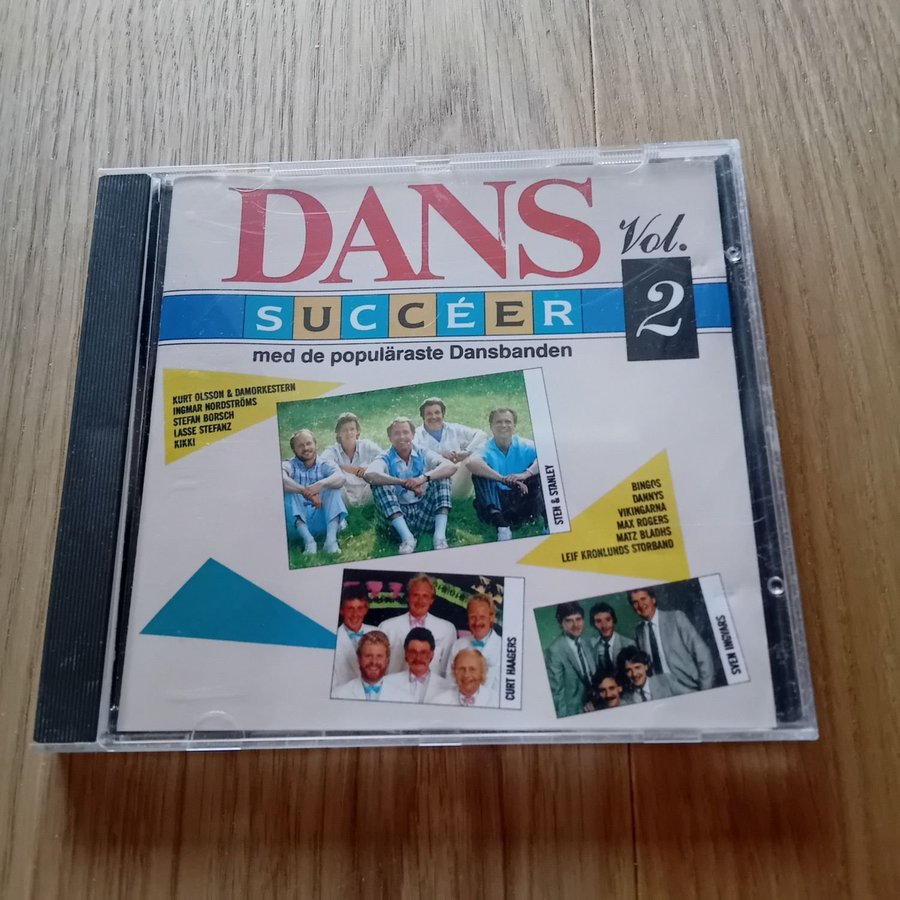 DANS
Vol.
2
SUCCÉER
med de populäraste Dansbanden
KURT OLSSON & DAMORKESTERN
INGMAR NORDSTRÖMS
STEFAN BORSCH
LASSE STEFANZ
KIKKI
STEN & STANLEY
BINGOS
DANNYS
VIKINGARNA
MAX ROGERS
MATZ BLADHS
LEIF KRONLUNDS STORBAND
CURT HAAGERS
SVEN INGVARS